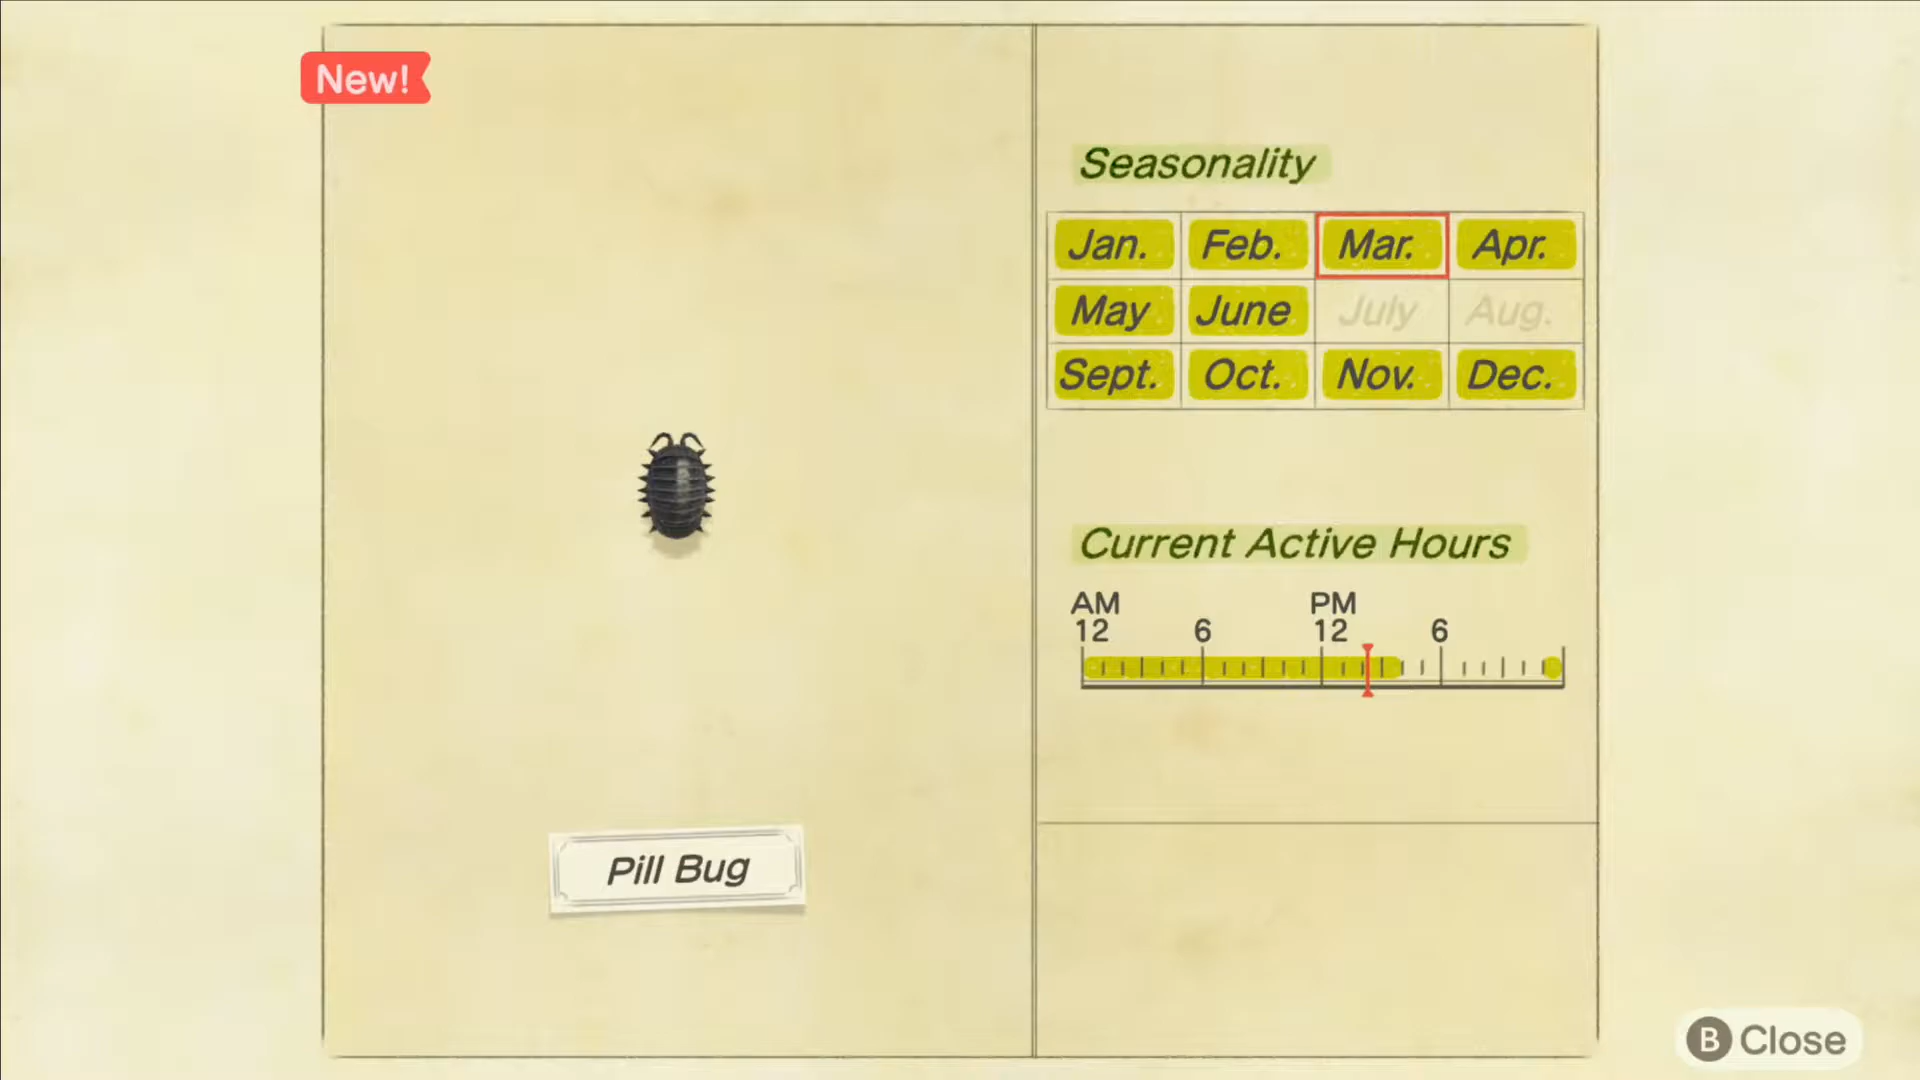 New!
Seasonality
Jan. Feb. Mar. Apr.
May June July Aug.
Sept. Oct. Nov. Dec.
Current Active Hours
AM PM
12 6 12 6
Pill Bug
B Close